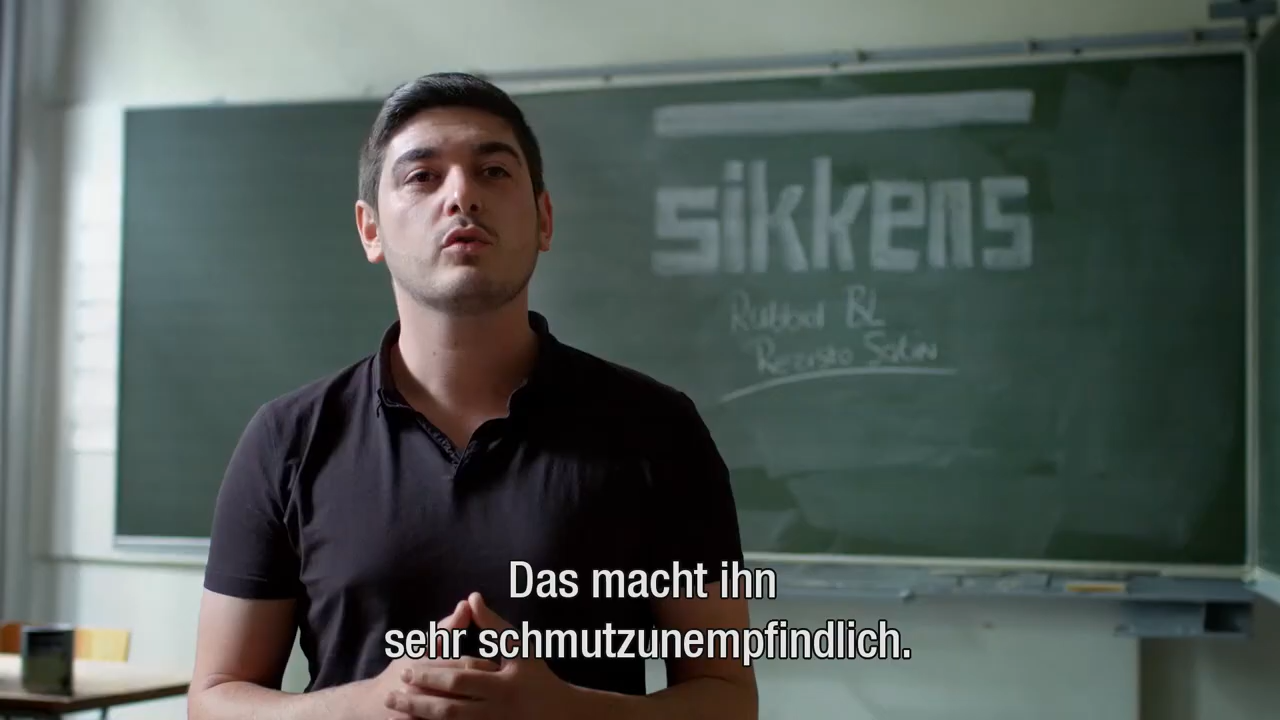 sikkens
Rubbol BL
Rezisto Satin
Das macht ihn
sehr schmutzunempfindlich.